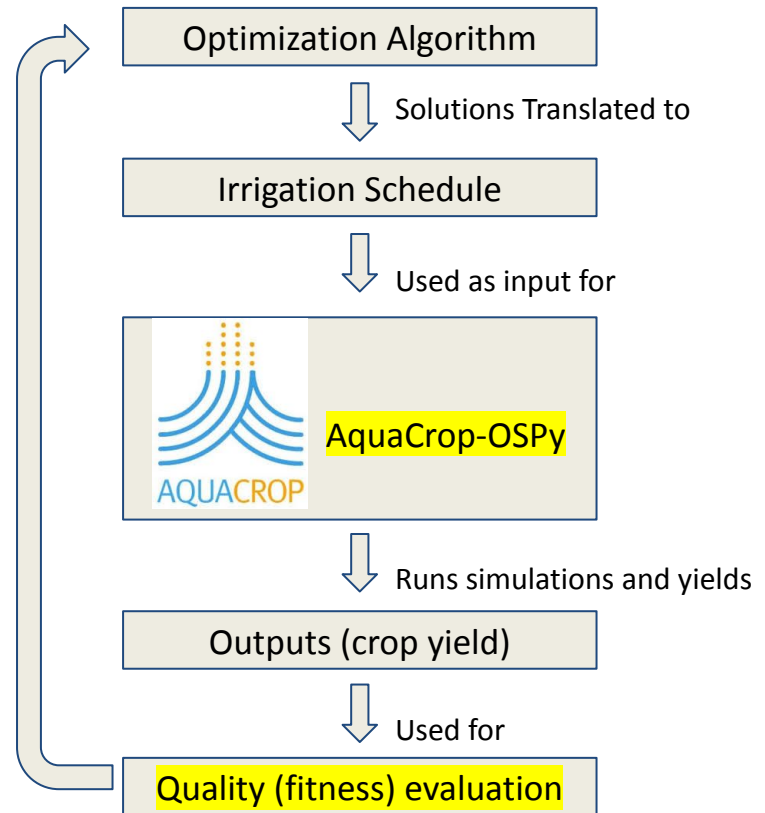 Optimization Algorithm
Solutions Translated to
Irrigation Schedule
Used as input for
AquaCrop-OSPy
AQUACROP
Runs simulations and yields
Outputs (crop yield)
Used for
Quality (fitness) evaluation